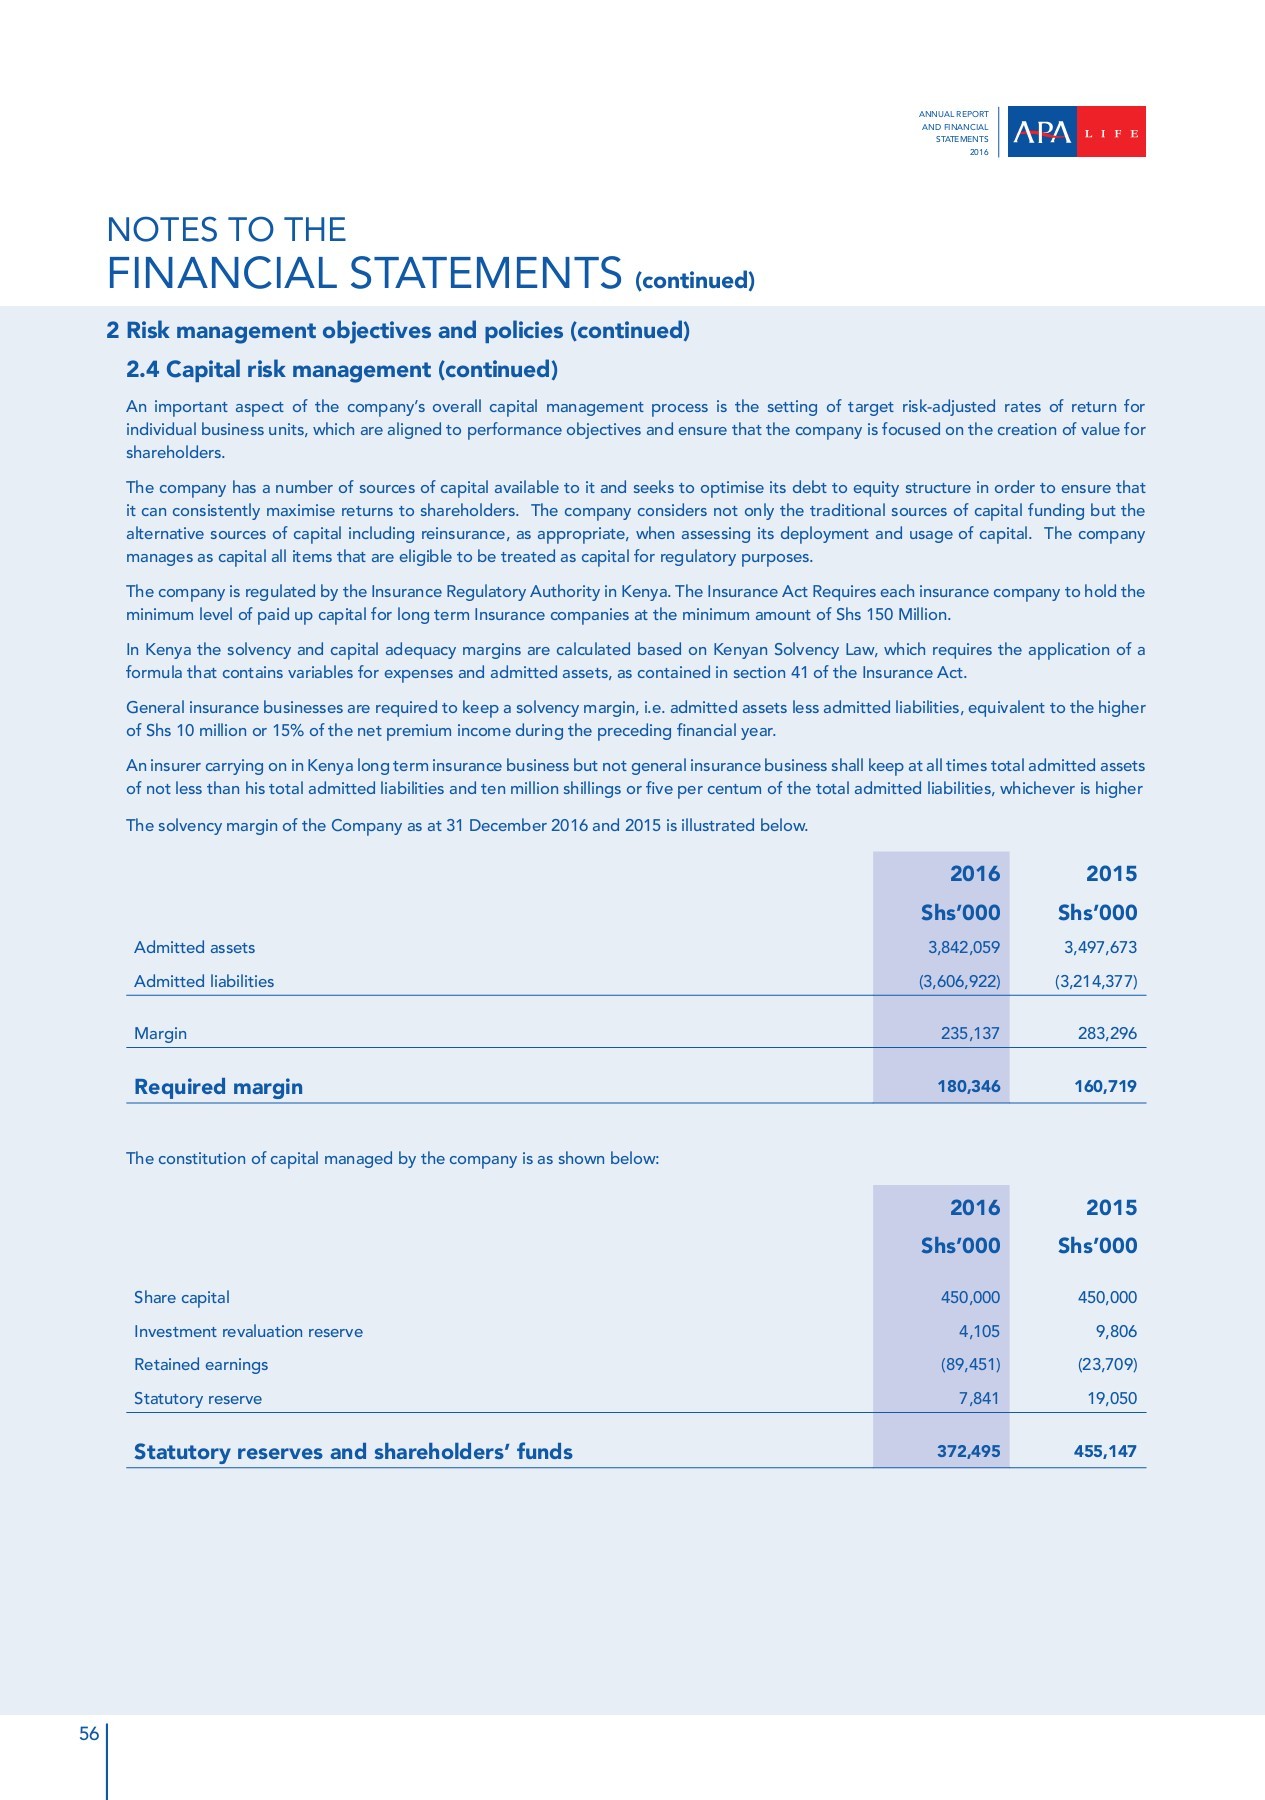 ANNUAL REPORT
AND FINANCIAL
STATEMENTS
2016
APA LIFE
NOTES TO THE
FINANCIAL STATEMENTS (continued)
2 Risk management objectives and policies (continued)
2.4 Capital risk management (continued)
An important aspect of the company’s overall capital management process is the setting of target risk-adjusted rates of return for
individual business units, which are aligned to performance objectives and ensure that the company is focused on the creation of value for
shareholders.
The company has a number of sources of capital available to it and seeks to optimise its debt to equity structure in order to ensure that
it can consistently maximise returns to shareholders. The company considers not only the traditional sources of capital funding but the
alternative sources of capital including reinsurance, as appropriate, when assessing its deployment and usage of capital. The company
manages as capital all items that are eligible to be treated as capital for regulatory purposes.
The company is regulated by the Insurance Regulatory Authority in Kenya. The Insurance Act Requires each insurance company to hold the
minimum level of paid up capital for long term Insurance companies at the minimum amount of Shs 150 Million.
In Kenya the solvency and capital adequacy margins are calculated based on Kenyan Solvency Law, which requires the application of a
formula that contains variables for expenses and admitted assets, as contained in section 41 of the Insurance Act.
General insurance businesses are required to keep a solvency margin, i.e. admitted assets less admitted liabilities, equivalent to the higher
of Shs 10 million or 15% of the net premium income during the preceding financial year.
An insurer carrying on in Kenya long term insurance business but not general insurance business shall keep at all times total admitted assets
of not less than his total admitted liabilities and ten million shillings or five per centum of the total admitted liabilities, whichever is higher
The solvency margin of the Company as at 31 December 2016 and 2015 is illustrated below.
2016 2015
Shs’000 Shs’000
Admitted assets 3,842,059 3,497,673
Admitted liabilities (3,606,922) (3,214,377)
Margin 235,137 283,296
Required margin 180,346 160,719
The constitution of capital managed by the company is as shown below:
2016 2015
Shs’000 Shs’000
Share capital 450,000 450,000
Investment revaluation reserve 4,105 9,806
Retained earnings (89,451) (23,709)
Statutory reserve 7,841 19,050
Statutory reserves and shareholders’ funds 372,495 455,147
56